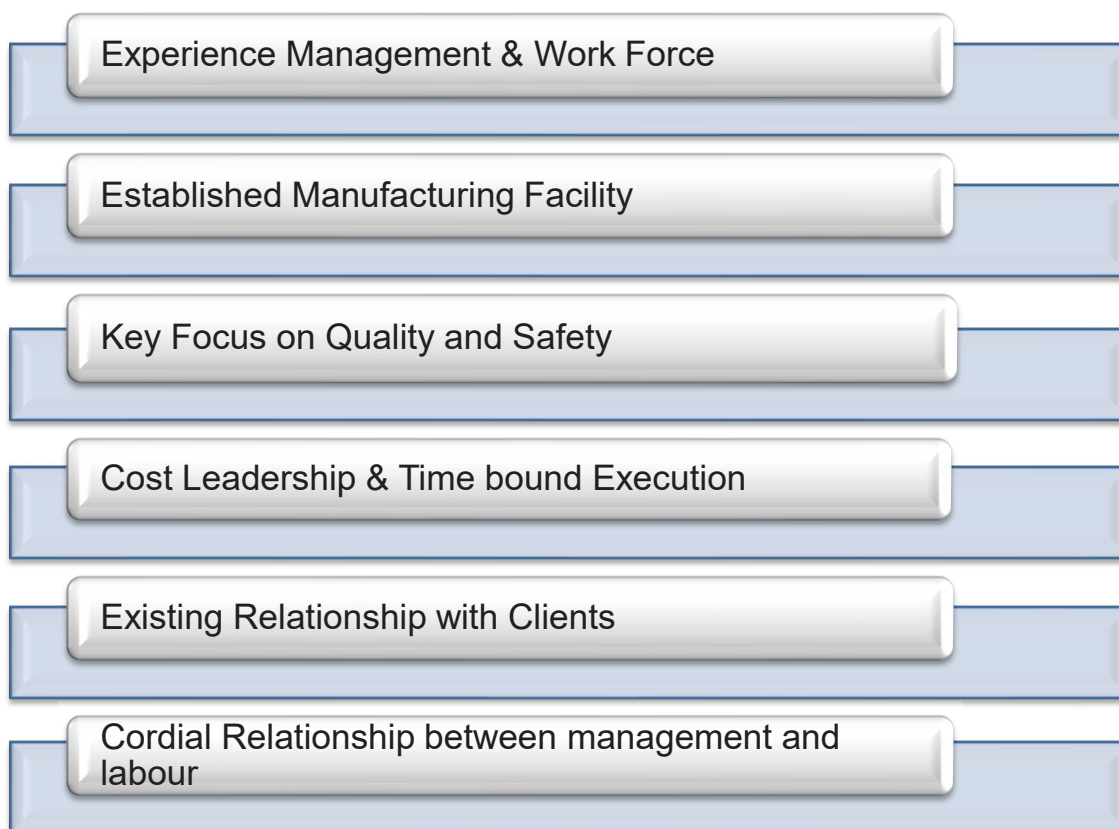 Experience Management & Work Force
Established Manufacturing Facility
Key Focus on Quality and Safety
Cost Leadership & Time bound Execution
Existing Relationship with Clients
Cordial Relationship between management and
labour